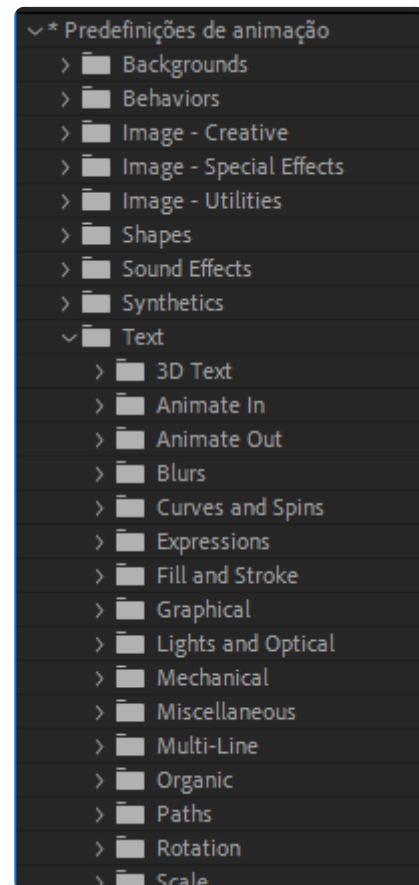 * Predefinições de animação
Backgrounds
Behaviors
Image - Creative
Image - Special Effects
Image - Utilities
Shapes
Sound Effects
Synthetics
Text
3D Text
Animate In
Animate Out
Blurs
Curves and Spins
Expressions
Fill and Stroke
Graphical
Lights and Optical
Mechanical
Miscellaneous
Multi-Line
Organic
Paths
Rotation
Scale